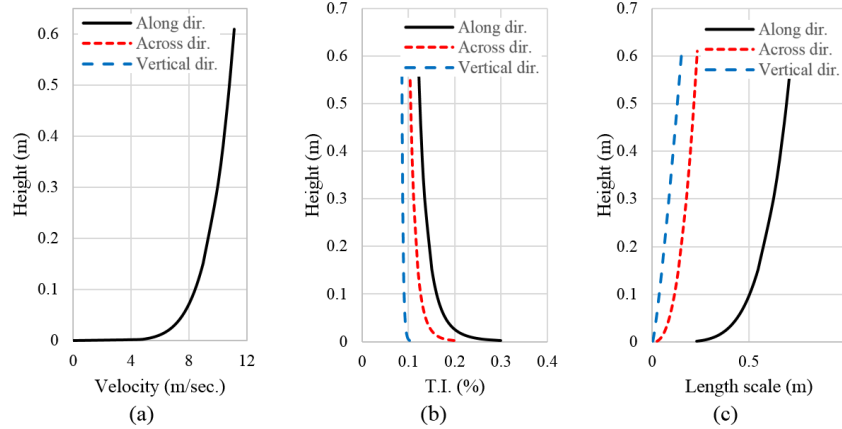 Along dir.
Across dir.
Vertical dir.
0.6
0.5
0.4
0.3
0.2
0.1
0
Height (m)
0 4 8 12
Velocity (m/sec.)
(a)
Along dir.
Across dir.
Vertical dir.
0.7
0.6
0.5
0.4
0.3
0.2
0.1
0
Height (m)
0 0.1 0.2 0.3 0.4
T.I. (%)
(b)
Along dir.
Across dir.
Vertical dir.
0.7
0.6
0.5
0.4
0.3
0.2
0.1
0
Height (m)
0 0.5
Length scale (m)
(c)